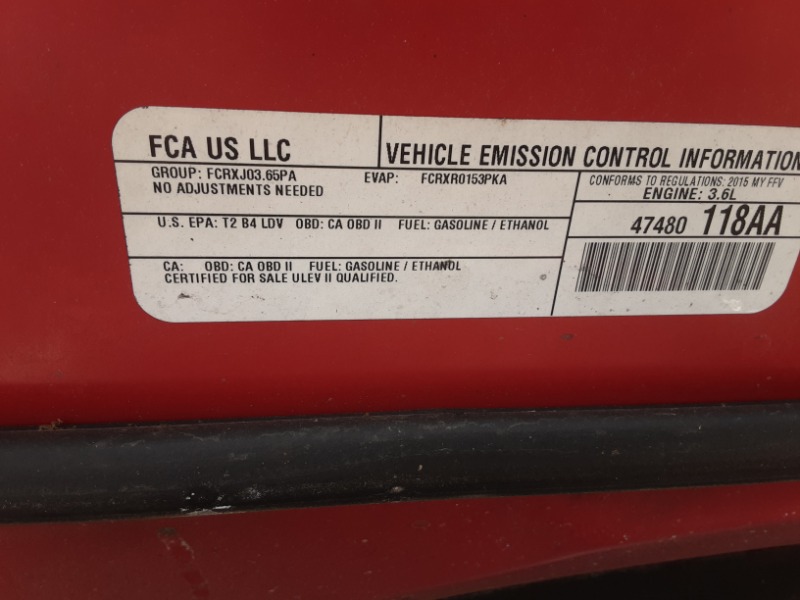 FCA US LLC
VEHICLE EMISSION CONTROL INFORMATION
GROUP: FCRXJ03.65PA
EVAP: FCRXR0153PKA
NO ADJUSTMENTS NEEDED
CONFORMS TO REGULATIONS: 2015 MY FFV
ENGINE: 3.6L
U.S. EPA: T2 B4 LDV OBD: CA OBD II FUEL: GASOLINE / ETHANOL
47480 118AA
CA: OBD: CA OBD II FUEL: GASOLINE / ETHANOL
CERTIFIED FOR SALE ULEV II QUALIFIED.